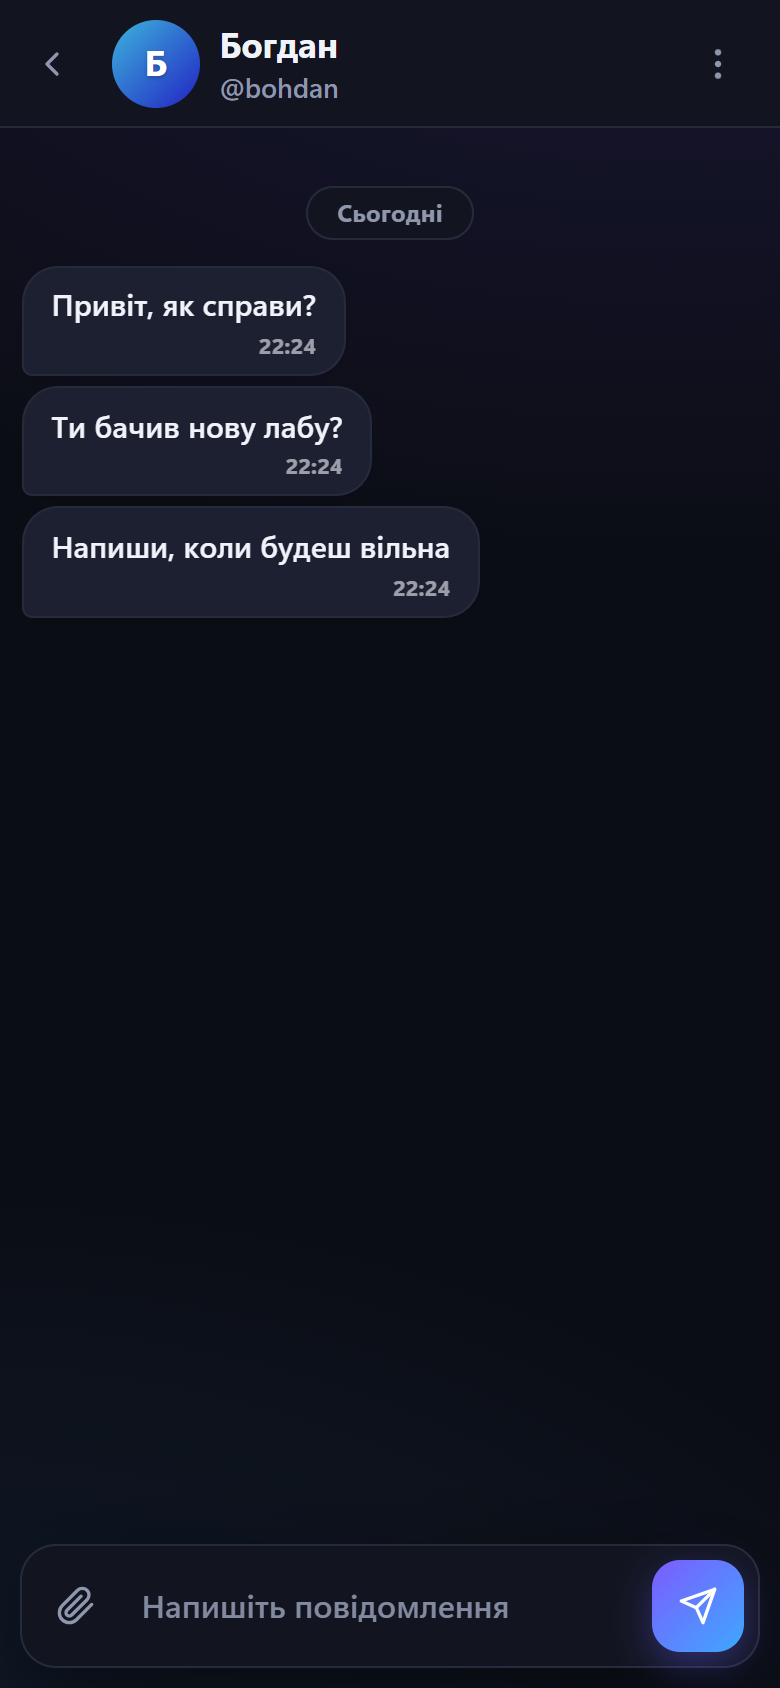 Б
Богдан
@bohdan
Сьогодні
Привіт, як справи?
22:24
Ти бачив нову лабу?
22:24
Напиши, коли будеш вільна
22:24
Напишіть повідомлення